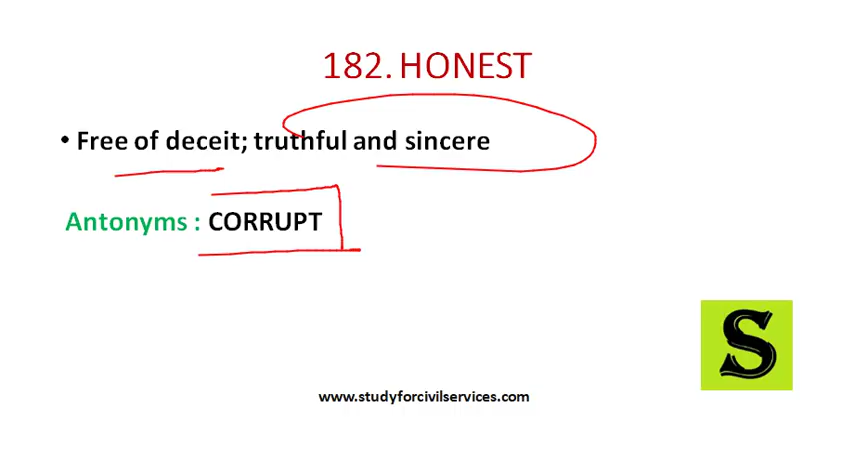 182. HONEST
• Free of deceit; truthful and sincere
Antonyms : CORRUPT
S
www.studyforcivilservices.com